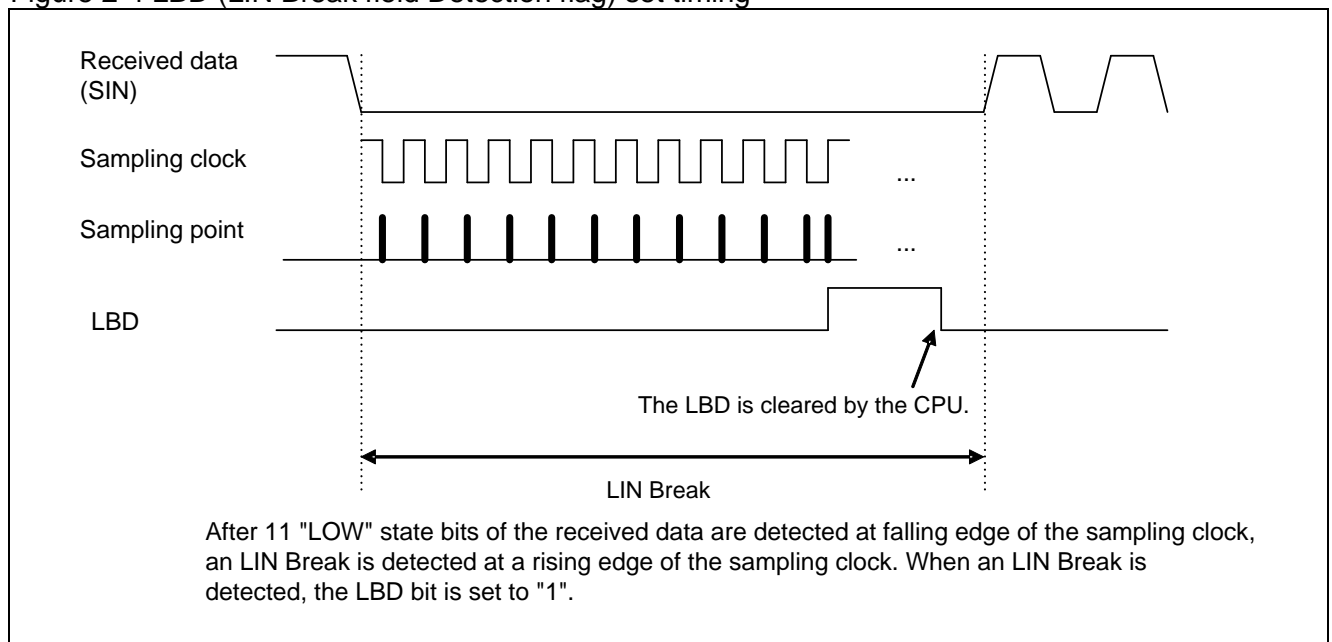 Figure 2-4 LBD (LIN Break field Detection flag) set timing
Received data
(SIN)
Sampling clock
...
Sampling point
...
LBD
The LBD is cleared by the CPU.
LIN Break
After 11 "LOW" state bits of the received data are detected at falling edge of the sampling clock,
an LIN Break is detected at a rising edge of the sampling clock. When an LIN Break is
detected, the LBD bit is set to "1".